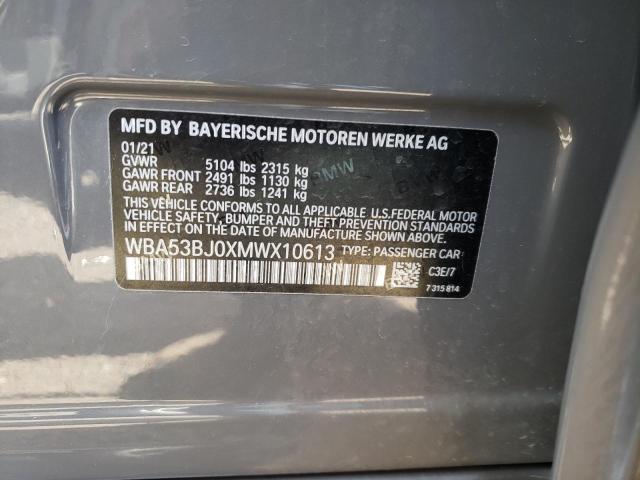 MFD BY BAYERISCHE MOTOREN WERKE AG
01/21
GVWR 5104 lbs 2315 kg
GAWR FRONT 2491 lbs 1130 kg
GAWR REAR 2736 lbs 1241 kg
THIS VEHICLE CONFORMS TO ALL APPLICABLE U.S.FEDERAL MOTOR
VEHICLE SAFETY, BUMPER AND THEFT PREVENTION STANDARDS
IN EFFECT ON THE DATE OF MANUFACTURE SHOWN ABOVE.
WBA53BJ0XMWX10613 TYPE: PASSENGER CAR
C3E/7
7 315 814